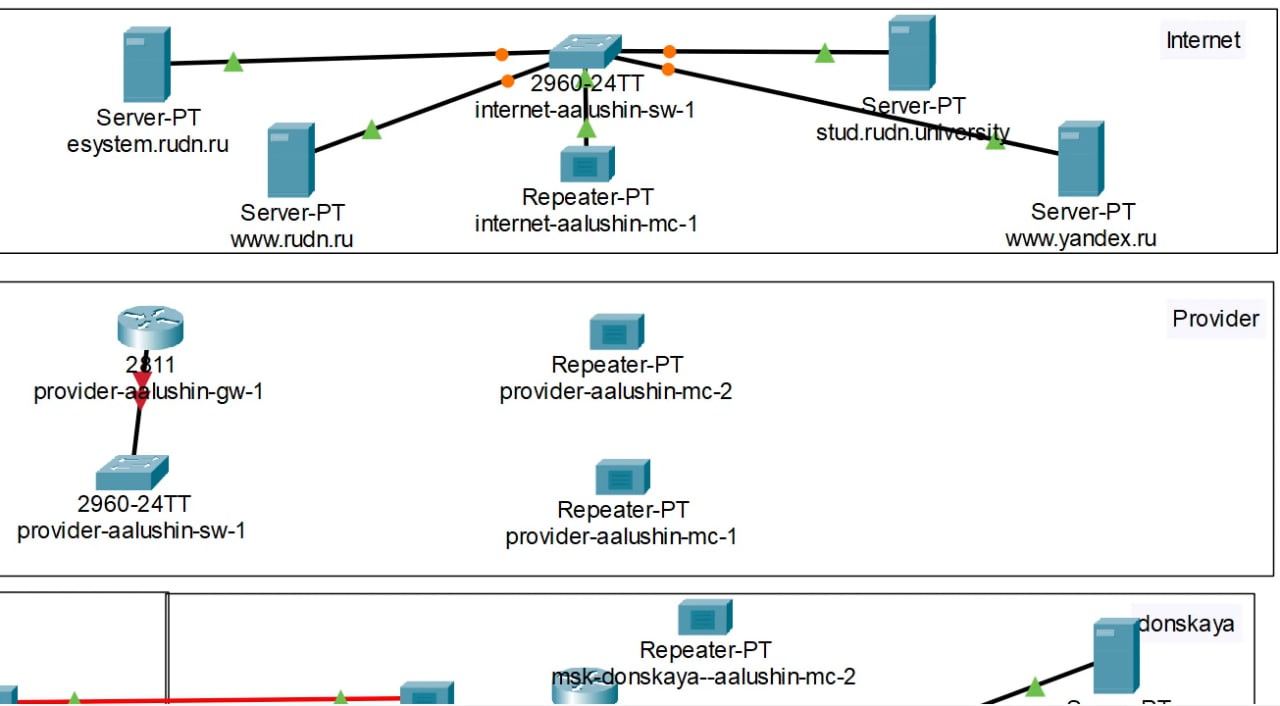 Internet
Server-PT
esystem.rudn.ru
2960-24TT
internet-aalushin-sw-1
Server-PT
stud.rudn.university
Server-PT
www.rudn.ru
Repeater-PT
internet-aalushin-mc-1
Server-PT
www.yandex.ru
Provider
2811
provider-aalushin-gw-1
Repeater-PT
provider-aalushin-mc-2
2960-24TT
provider-aalushin-sw-1
Repeater-PT
provider-aalushin-mc-1
donskaya
Repeater-PT
msk-donskaya--aalushin-mc-2